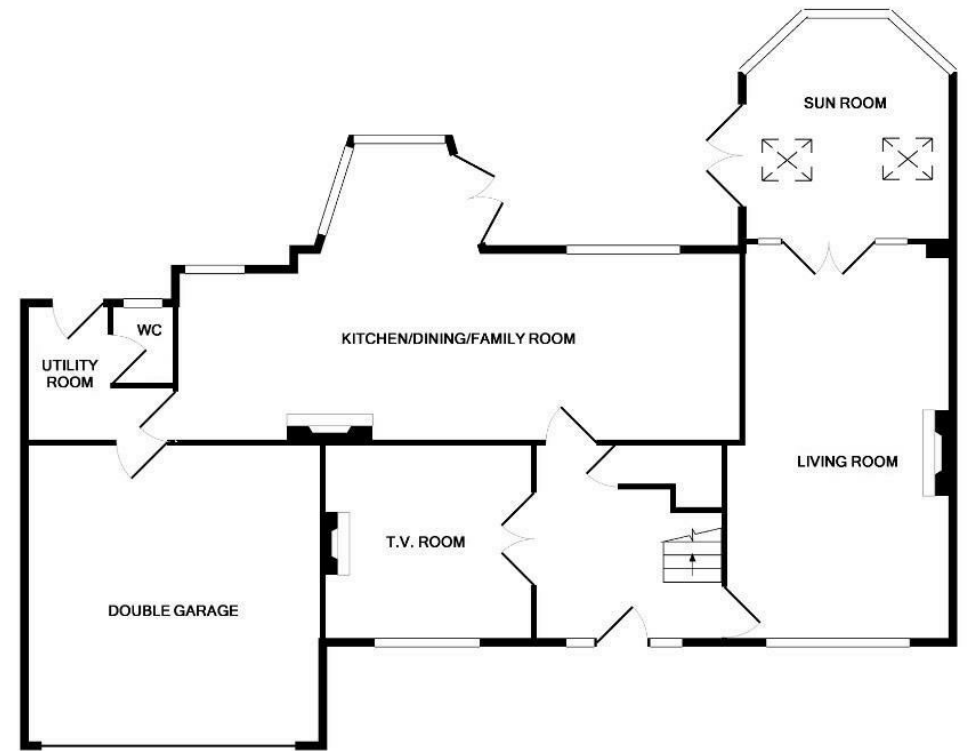 SUN ROOM
WC
KITCHEN/DINING/FAMILY ROOM
UTILITY
ROOM
LIVING ROOM
T.V. ROOM
DOUBLE GARAGE